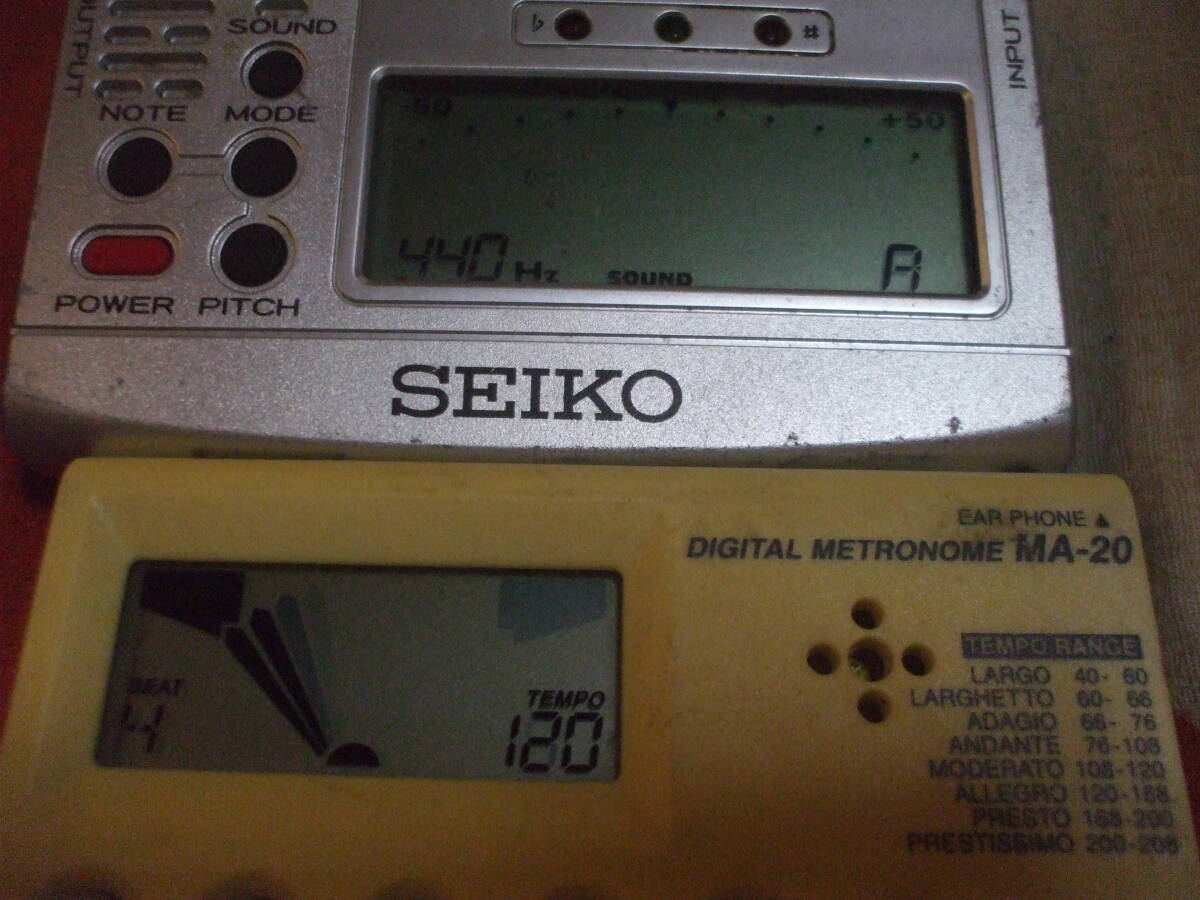 OUTPUT
SOUND
♭ ♯
INPUT
NOTE MODE
POWER PITCH
-50 +50
440 Hz SOUND A
SEIKO
EAR PHONE ▲
DIGITAL METRONOME MA-20
BEAT
4
TEMPO
120
TEMPO RANGE
LARGO 40- 60
LARGHETTO 60- 66
ADAGIO 66- 76
ANDANTE 76-108
MODERATO 108-120
ALLEGRO 120-168
PRESTO 168-200
PRESTISSIMO 200-208